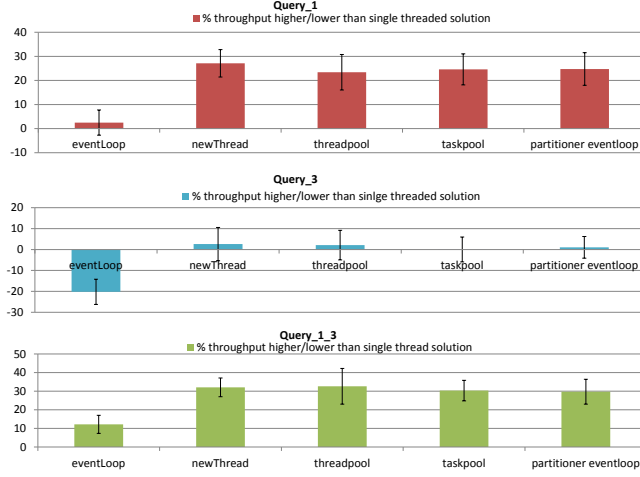 Query_1
% throughput higher/lower than single threaded solution
40
30
20
10
0
-10
eventLoop newThread threadpool taskpool partitioner eventloop
Query_3
% throughput higher/lower than sinlge threaded solution
20
10
0
-10
-20
-30
eventLoop newThread threadpool taskpool partitioner eventloop
Query_1_3
% throughput higher/lower than single thread solution
50
40
30
20
10
0
eventLoop newThread threadpool taskpool partitioner eventloop